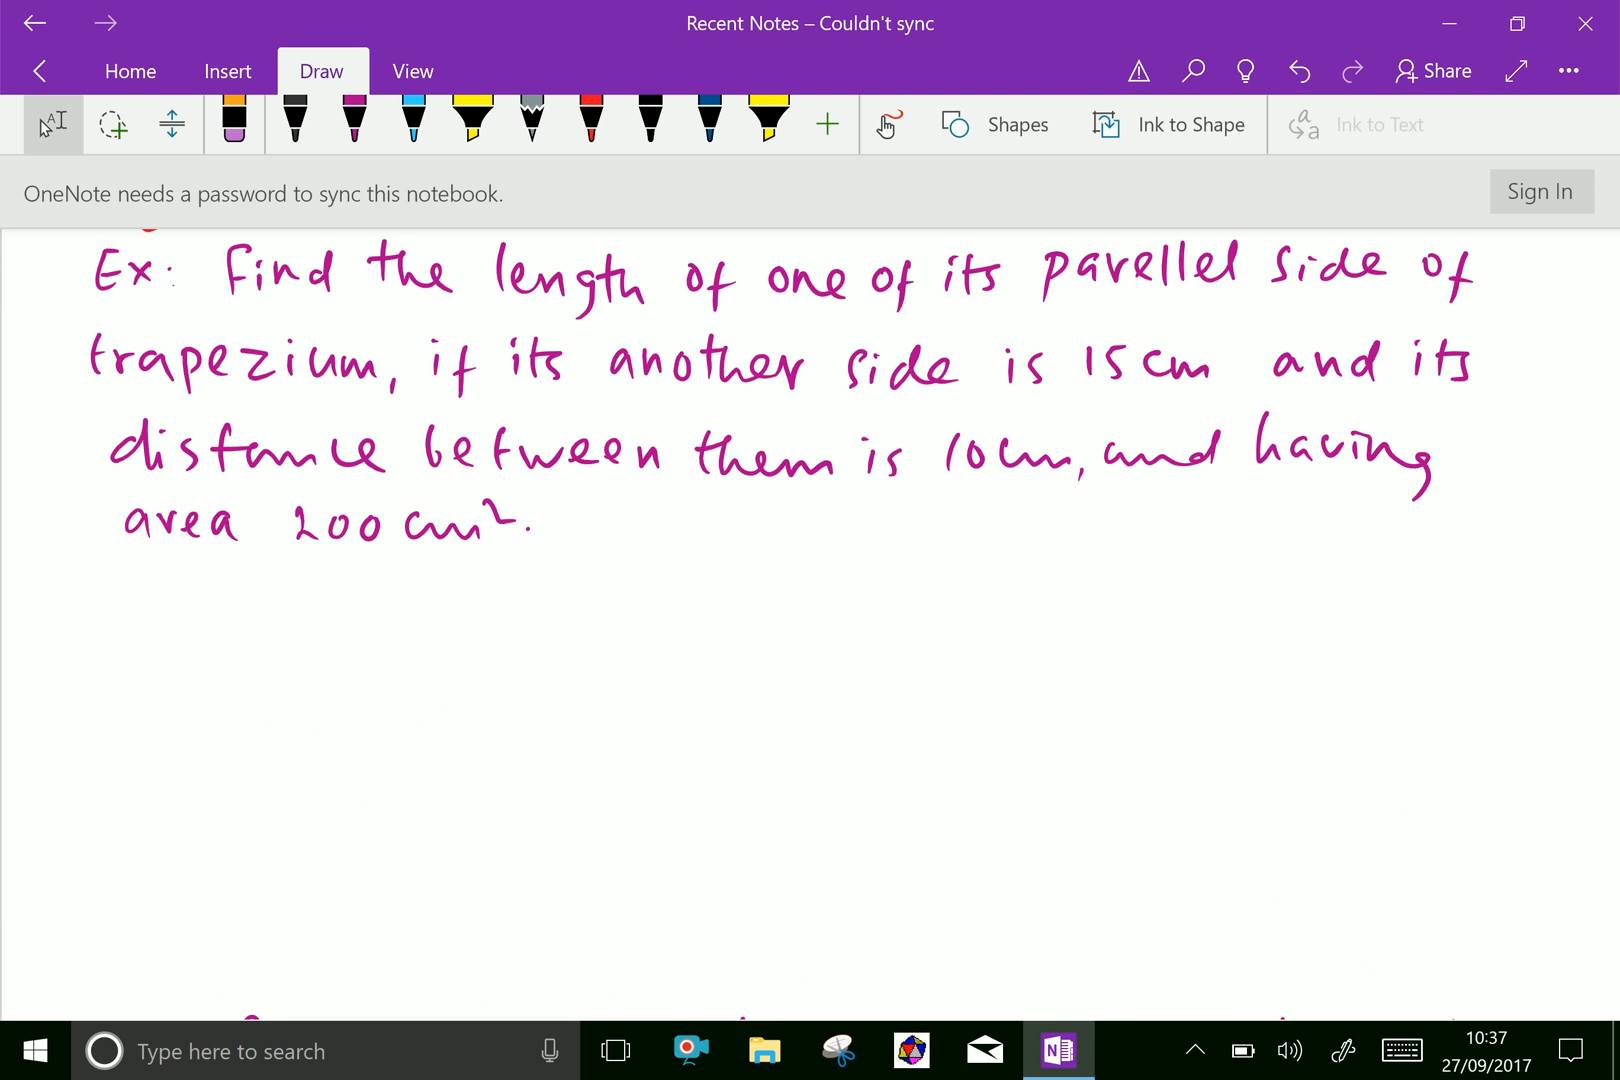 Recent Notes – Couldn't sync
Home Insert Draw View Share
Shapes Ink to Shape Ink to Text
OneNote needs a password to sync this notebook. Sign In
Ex: Find the length of one of its parellel side of
trapezium, if its another side is 15cm and its
distance between them is 10cm, and having
area 200cm².
Type here to search
10:37
27/09/2017